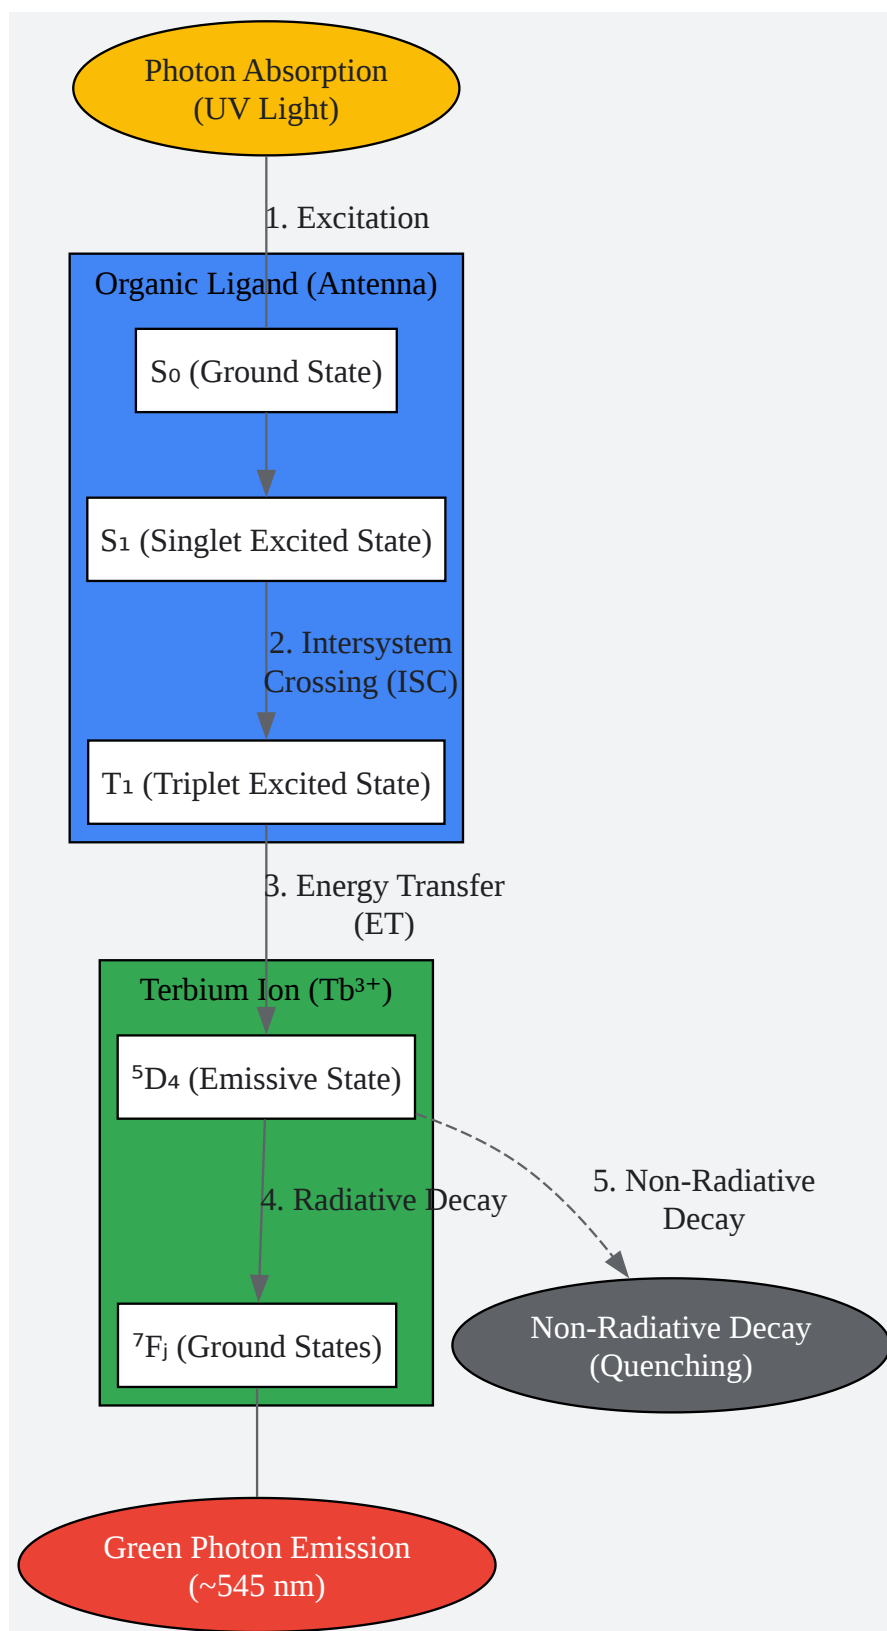 Photon Absorption
(UV Light)
1. Excitation
Organic Ligand (Antenna)
S₀ (Ground State)
S₁ (Singlet Excited State)
2. Intersystem
Crossing (ISC)
T₁ (Triplet Excited State)
3. Energy Transfer
(ET)
Terbium Ion (Tb³⁺)
⁵D₄ (Emissive State)
4. Radiative Decay
5. Non-Radiative
Decay
⁷Fⱼ (Ground States)
Non-Radiative Decay
(Quenching)
Green Photon Emission
(~545 nm)